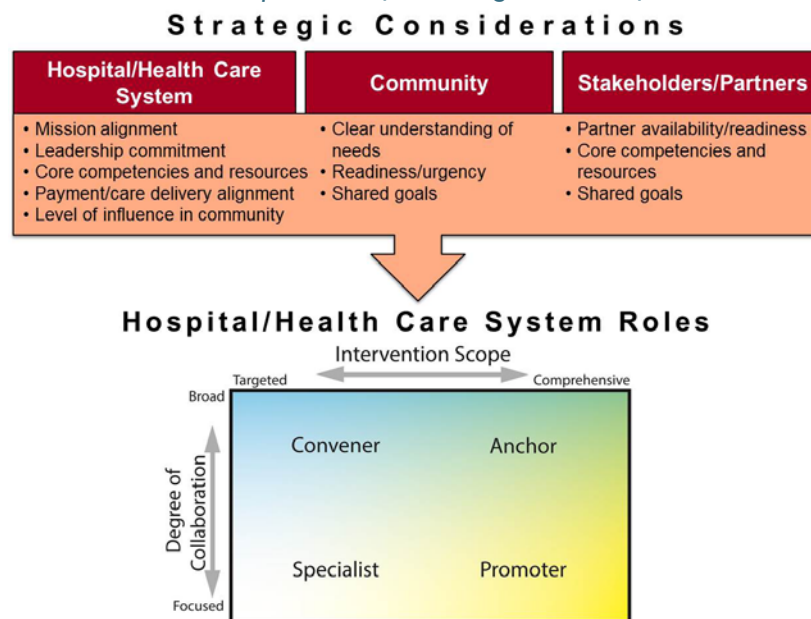 Strategic Considerations
Hospital/Health Care
System
• Mission alignment
• Leadership commitment
• Core competencies and resources
• Payment/care delivery alignment
• Level of influence in community
Community
• Clear understanding of
needs
• Readiness/urgency
• Shared goals
Stakeholders/Partners
• Partner availability/readiness
• Core competencies and
resources
• Shared goals
Hospital/Health Care System Roles
Intervention Scope
Targeted
Comprehensive
Broad
Degree of
Collaboration
Focused
Convener
Anchor
Specialist
Promoter